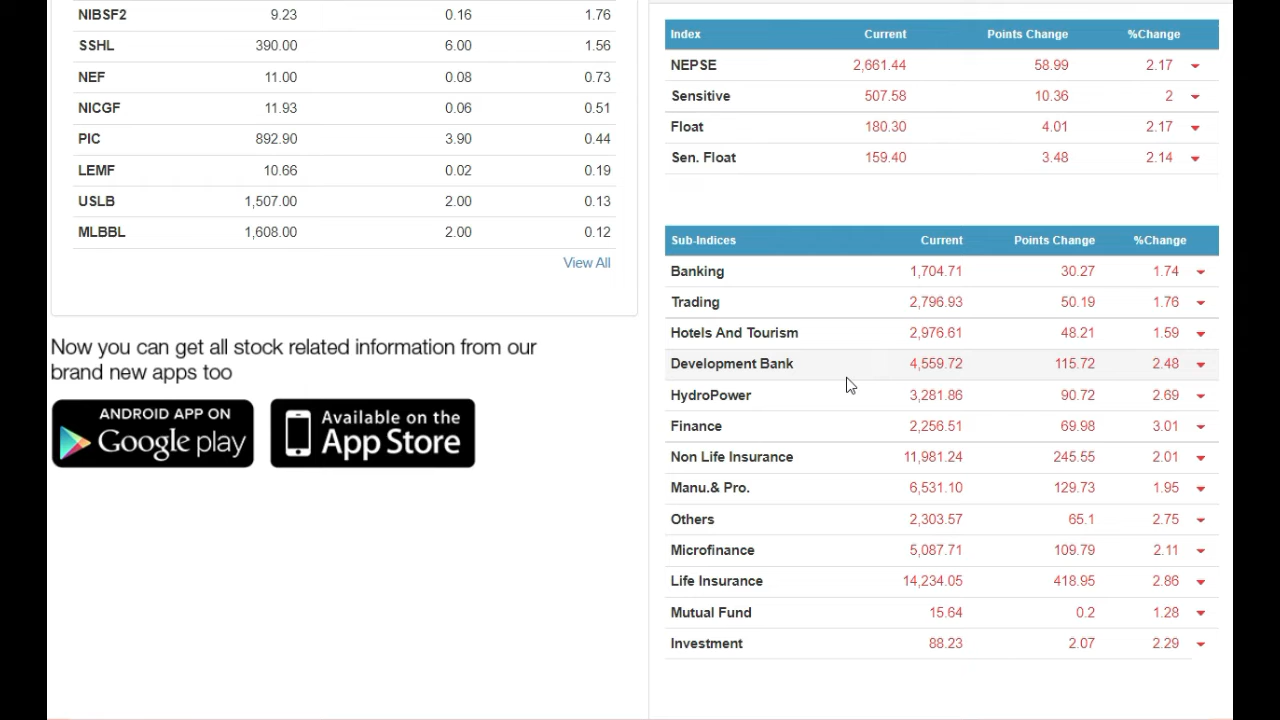 NIBSF2 9.23 0.16 1.76
SSHL 390.00 6.00 1.56
NEF 11.00 0.08 0.73
NICGF 11.93 0.06 0.51
PIC 892.90 3.90 0.44
LEMF 10.66 0.02 0.19
USLB 1,507.00 2.00 0.13
MLBBL 1,608.00 2.00 0.12
View All
Now you can get all stock related information from our
brand new apps too
ANDROID APP ON
Google play
Available on the
App Store
Index Current Points Change %Change
NEPSE 2,661.44 58.99 2.17
Sensitive 507.58 10.36 2
Float 180.30 4.01 2.17
Sen. Float 159.40 3.48 2.14
Sub-Indices Current Points Change %Change
Banking 1,704.71 30.27 1.74
Trading 2,796.93 50.19 1.76
Hotels And Tourism 2,976.61 48.21 1.59
Development Bank 4,559.72 115.72 2.48
HydroPower 3,281.86 90.72 2.69
Finance 2,256.51 69.98 3.01
Non Life Insurance 11,981.24 245.55 2.01
Manu.& Pro. 6,531.10 129.73 1.95
Others 2,303.57 65.1 2.75
Microfinance 5,087.71 109.79 2.11
Life Insurance 14,234.05 418.95 2.86
Mutual Fund 15.64 0.2 1.28
Investment 88.23 2.07 2.29